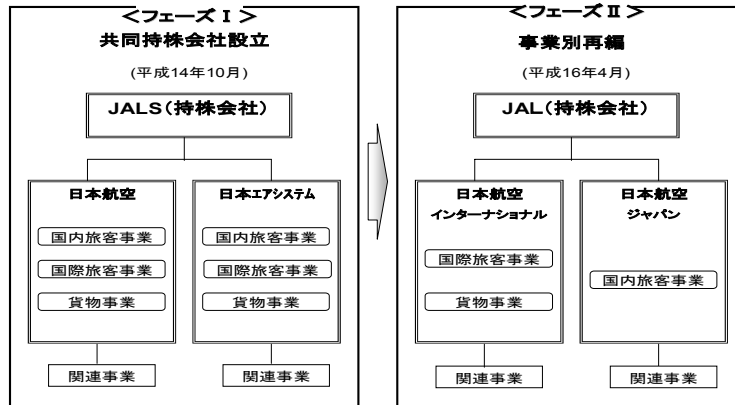 ＜フェーズⅠ＞
共同持株会社設立
(平成14年10月)
JALS(持株会社)
日本航空
国内旅客事業
国際旅客事業
貨物事業
関連事業
日本エアシステム
国内旅客事業
国際旅客事業
貨物事業
関連事業
＜フェーズⅡ＞
事業別再編
(平成16年4月)
JAL(持株会社)
日本航空
インターナショナル
国際旅客事業
貨物事業
関連事業
日本航空
ジャパン
国内旅客事業
関連事業